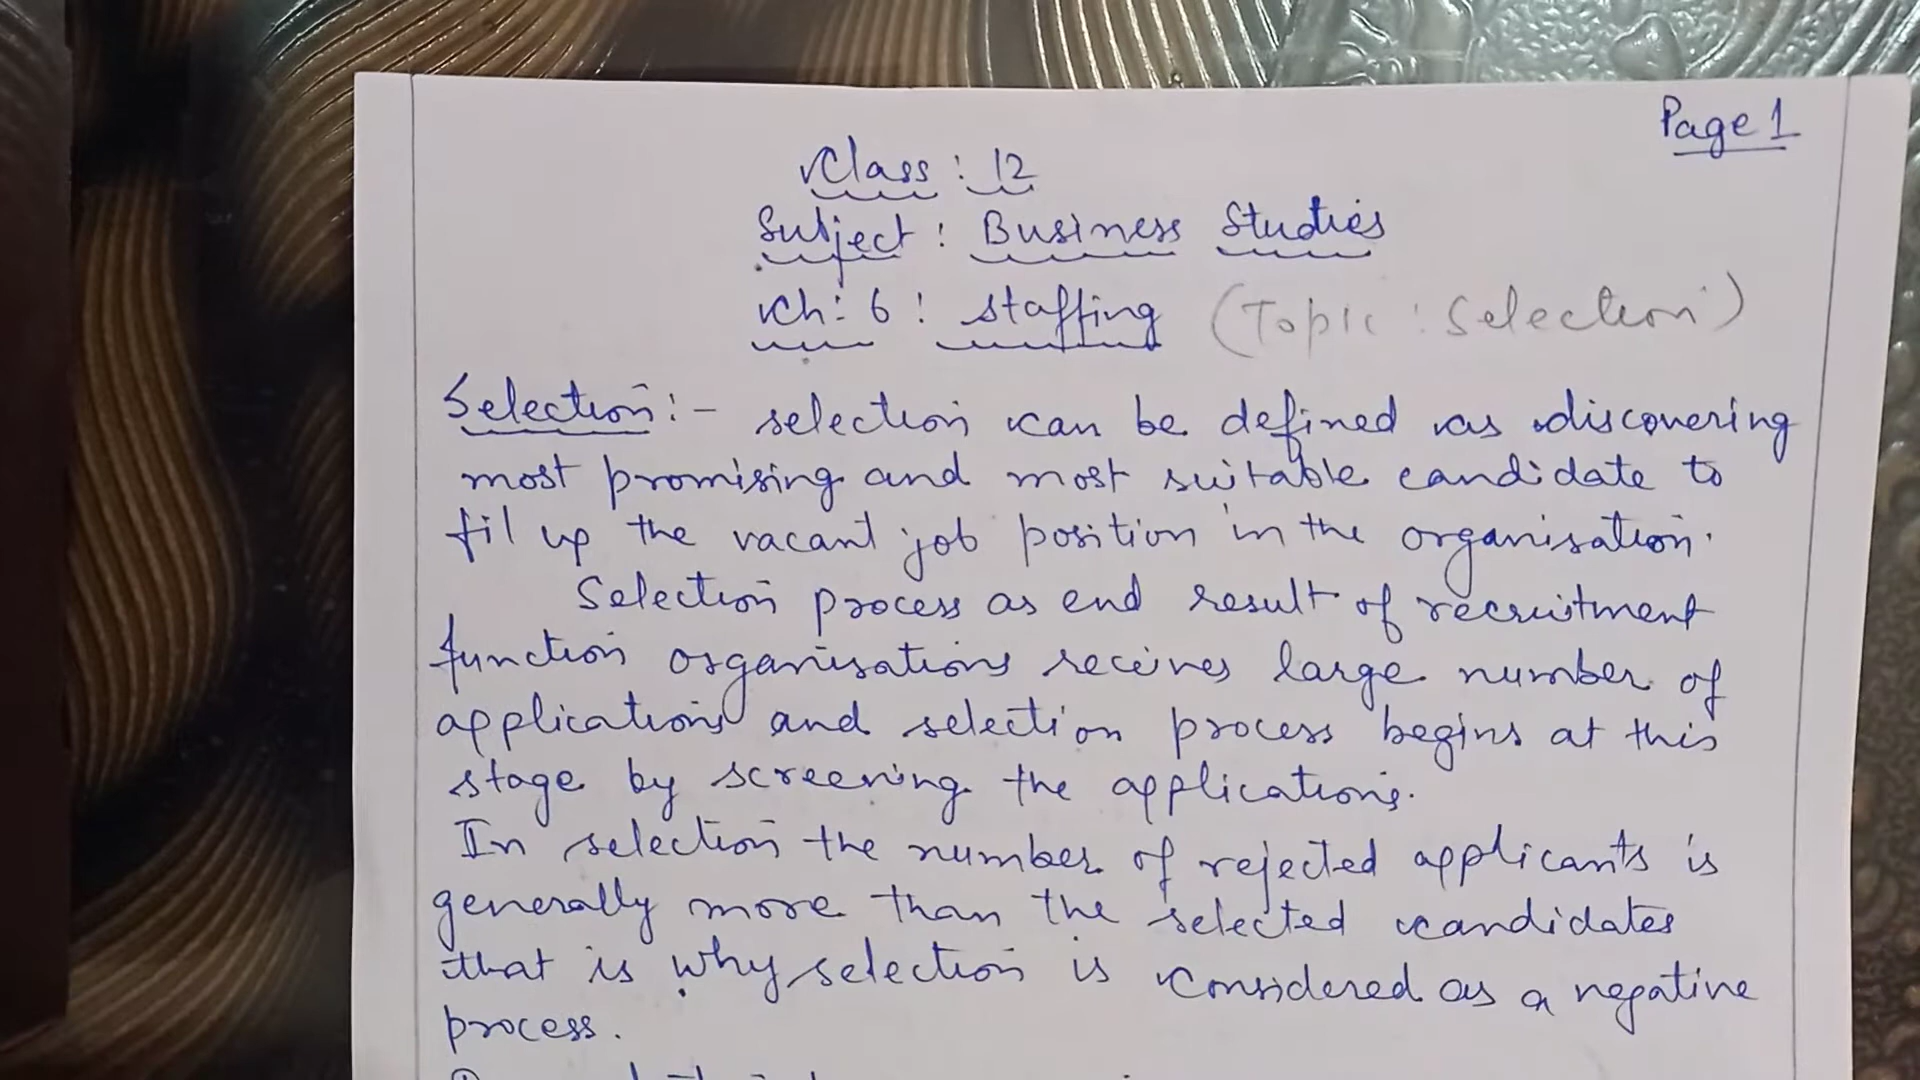 Page 1
Class : 12
Subject : Business Studies
Ch : 6 : Staffing (Topic : Selection)
Selection :- selection can be defined as discovering
most promising and most suitable candidate to
fil up the vacant job position in the organisation.
Selection process as end result of recruitment
function organisations receives large number of
applications and selection process begins at this
stage by screening the applications.
In selection the number of rejected applicants is
generally more than the selected candidates
that is why selection is considered as a negative
process.